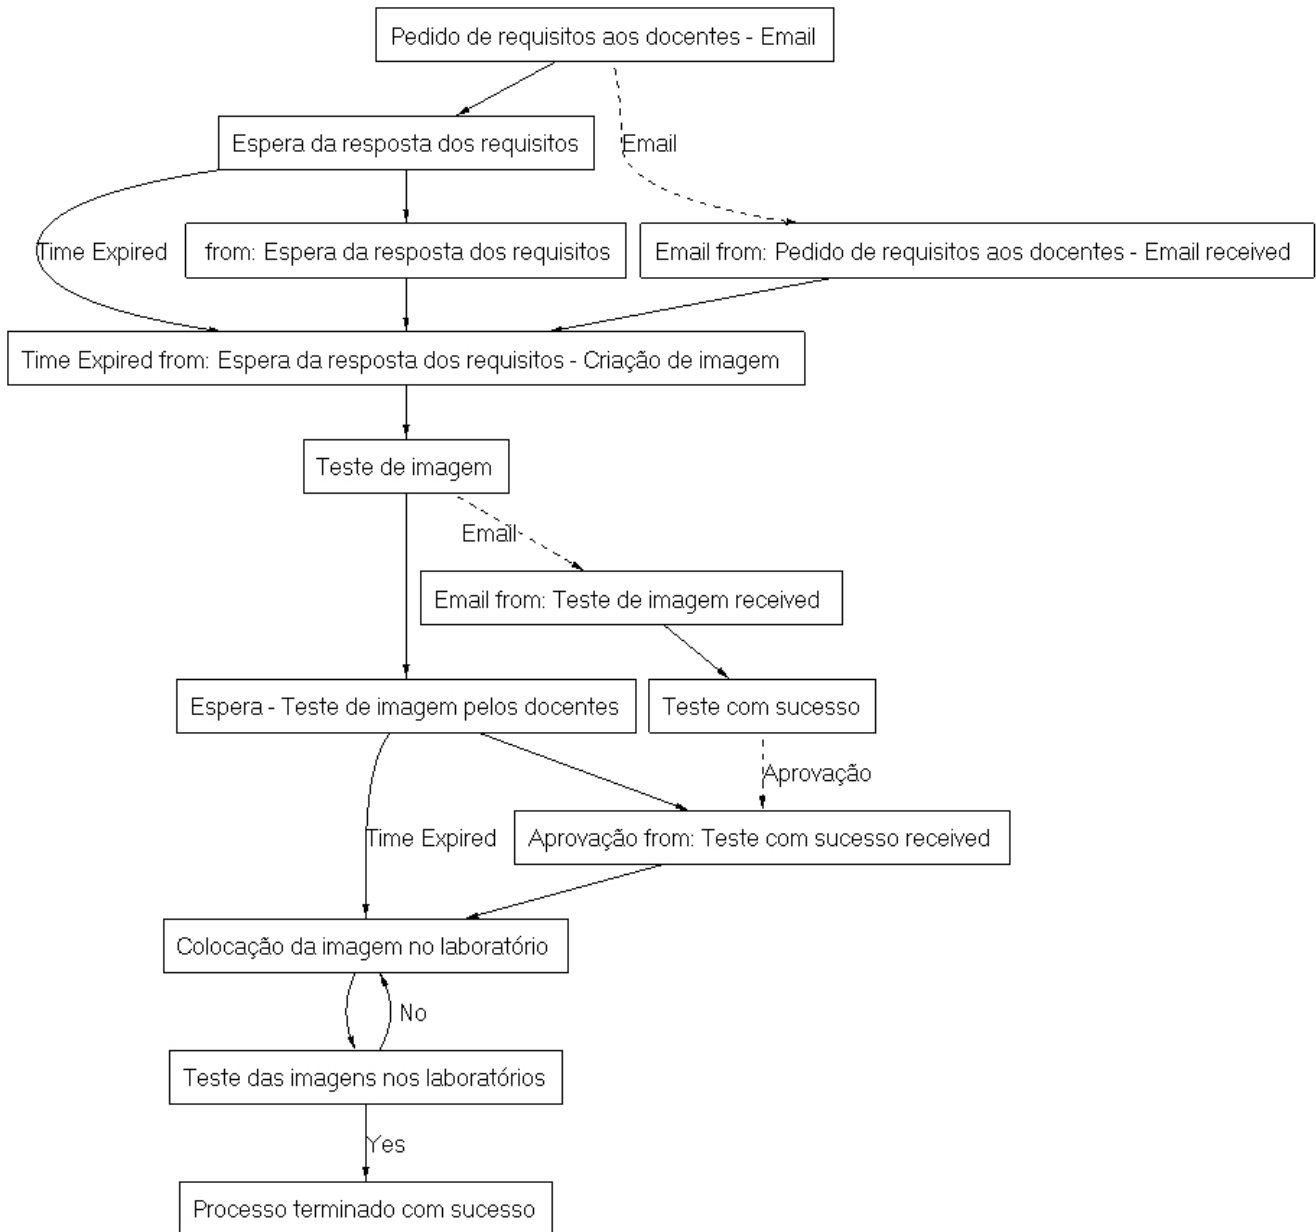 Pedido de requisitos aos docentes - Email
Espera da resposta dos requisitos
Email
Time Expired
from: Espera da resposta dos requisitos
Email from: Pedido de requisitos aos docentes - Email received
Time Expired from: Espera da resposta dos requisitos - Criação de imagem
Teste de imagem
Email
Email from: Teste de imagem received
Espera - Teste de imagem pelos docentes
Teste com sucesso
Aprovação
Time Expired
Aprovação from: Teste com sucesso received
Colocação da imagem no laboratório
No
Teste das imagens nos laboratórios
Yes
Processo terminado com sucesso